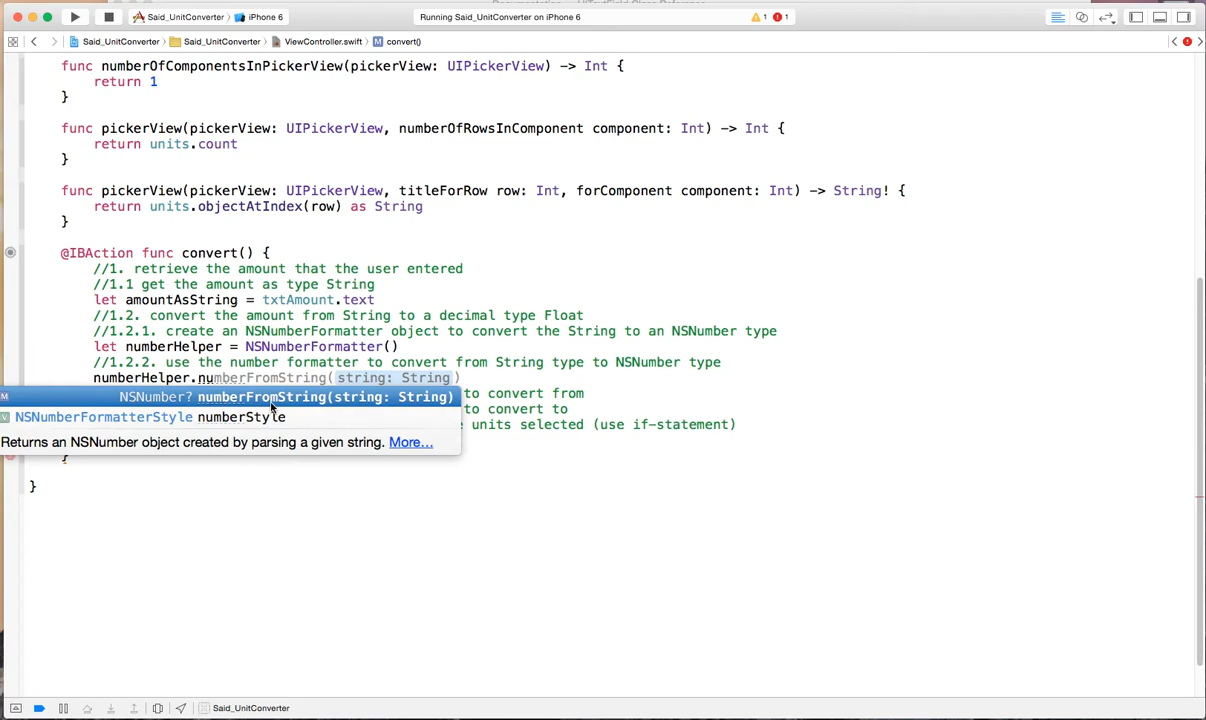 Said_UnitConverter iPhone 6
Running Said_UnitConverter on iPhone 6
1 1
Said_UnitConverter Said_UnitConverter ViewController.swift M convert()
func numberOfComponentsInPickerView(pickerView: UIPickerView) -> Int {
return 1
}
func pickerView(pickerView: UIPickerView, numberOfRowsInComponent component: Int) -> Int {
return units.count
}
func pickerView(pickerView: UIPickerView, titleForRow row: Int, forComponent component: Int) -> String! {
return units.objectAtIndex(row) as String
}
@IBAction func convert() {
//1. retrieve the amount that the user entered
//1.1 get the amount as type String
let amountAsString = txtAmount.text
//1.2. convert the amount from String to a decimal type Float
//1.2.1. create an NSNumberFormatter object to convert the String to an NSNumber type
let numberHelper = NSNumberFormatter()
//1.2.2. use the number formatter to convert from String type to NSNumber type
numberHelper.numberFromString(string: String)
to convert from
M NSNumber? numberFromString(string: String)
to convert to
V NSNumberFormatterStyle numberStyle
units selected (use if-statement)
Returns an NSNumber object created by parsing a given string. More...
}
}
Said_UnitConverter